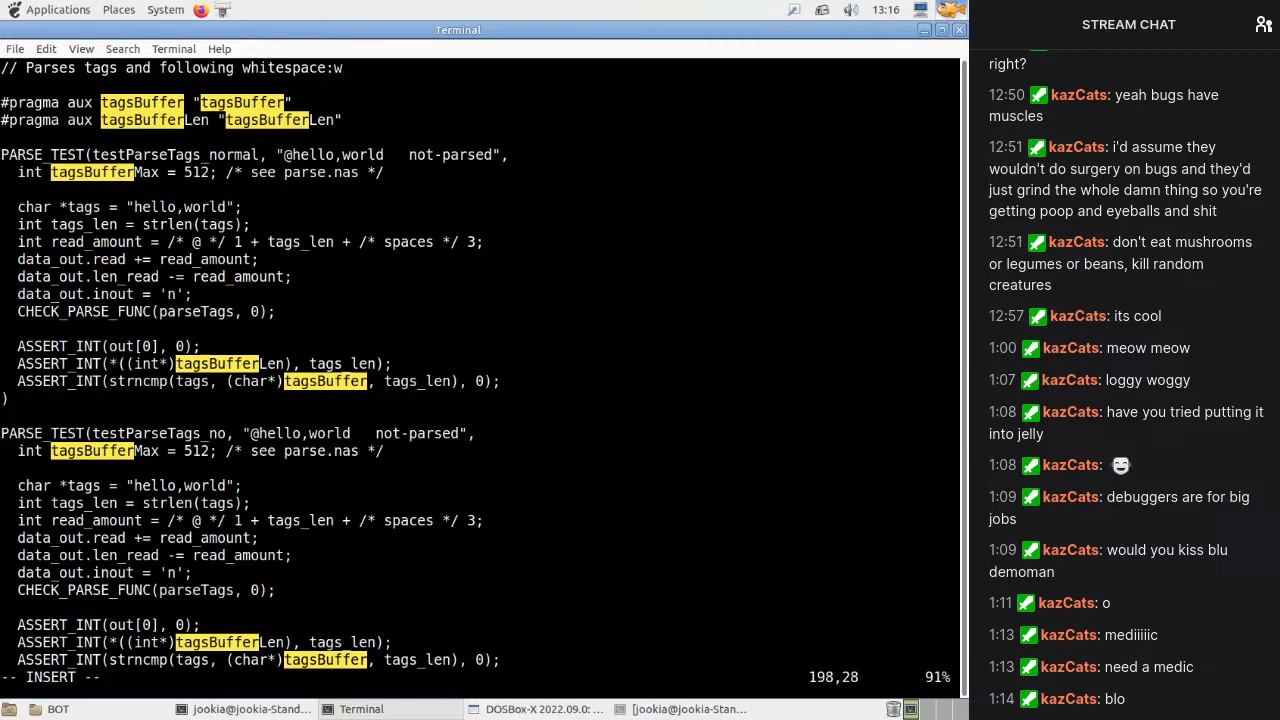 Applications Places System 13:16
Terminal
File Edit View Search Terminal Help
// Parses tags and following whitespace:w
#pragma aux tagsBuffer "tagsBuffer"
#pragma aux tagsBufferLen "tagsBufferLen"
PARSE_TEST(testParseTags_normal, "@hello,world   not-parsed",
  int tagsBufferMax = 512; /* see parse.nas */
  char *tags = "hello,world";
  int tags_len = strlen(tags);
  int read_amount = /* @ */ 1 + tags_len + /* spaces */ 3;
  data_out.read += read_amount;
  data_out.len_read -= read_amount;
  data_out.inout = 'n';
  CHECK_PARSE_FUNC(parseTags, 0);
  ASSERT_INT(out[0], 0);
  ASSERT_INT(*((int*)tagsBufferLen), tags_len);
  ASSERT_INT(strncmp(tags, (char*)tagsBuffer, tags_len), 0);
)
PARSE_TEST(testParseTags_no, "@hello,world   not-parsed",
  int tagsBufferMax = 512; /* see parse.nas */
  char *tags = "hello,world";
  int tags_len = strlen(tags);
  int read_amount = /* @ */ 1 + tags_len + /* spaces */ 3;
  data_out.read += read_amount;
  data_out.len_read -= read_amount;
  data_out.inout = 'n';
  CHECK_PARSE_FUNC(parseTags, 0);
  ASSERT_INT(out[0], 0);
  ASSERT_INT(*((int*)tagsBufferLen), tags_len);
  ASSERT_INT(strncmp(tags, (char*)tagsBuffer, tags_len), 0);
-- INSERT -- 198,28 91%
BOT jookia@jookia-Stand... Terminal DOSBox-X 2022.09.0: ... [jookia@jookia-Stan...
STREAM CHAT
right?
12:50 kazCats: yeah bugs have
muscles
12:51 kazCats: i'd assume they
wouldn't do surgery on bugs and they'd
just grind the whole damn thing so you're
getting poop and eyeballs and shit
12:51 kazCats: don't eat mushrooms
or legumes or beans, kill random
creatures
12:57 kazCats: its cool
1:00 kazCats: meow meow
1:07 kazCats: loggy woggy
1:08 kazCats: have you tried putting it
into jelly
1:08 kazCats:
1:09 kazCats: debuggers are for big
jobs
1:09 kazCats: would you kiss blu
demoman
1:11 kazCats: o
1:13 kazCats: mediiiiic
1:13 kazCats: need a medic
1:14 kazCats: blo